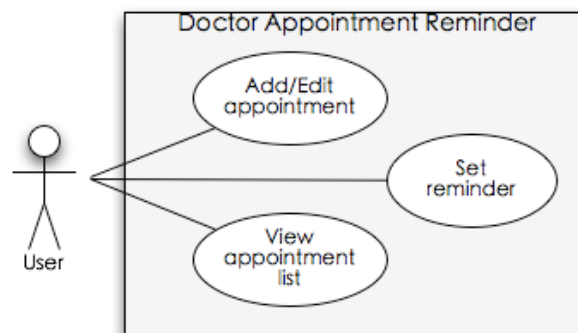 Doctor Appointment Reminder
Add/Edit
appointment
Set
reminder
View
appointment
list
User